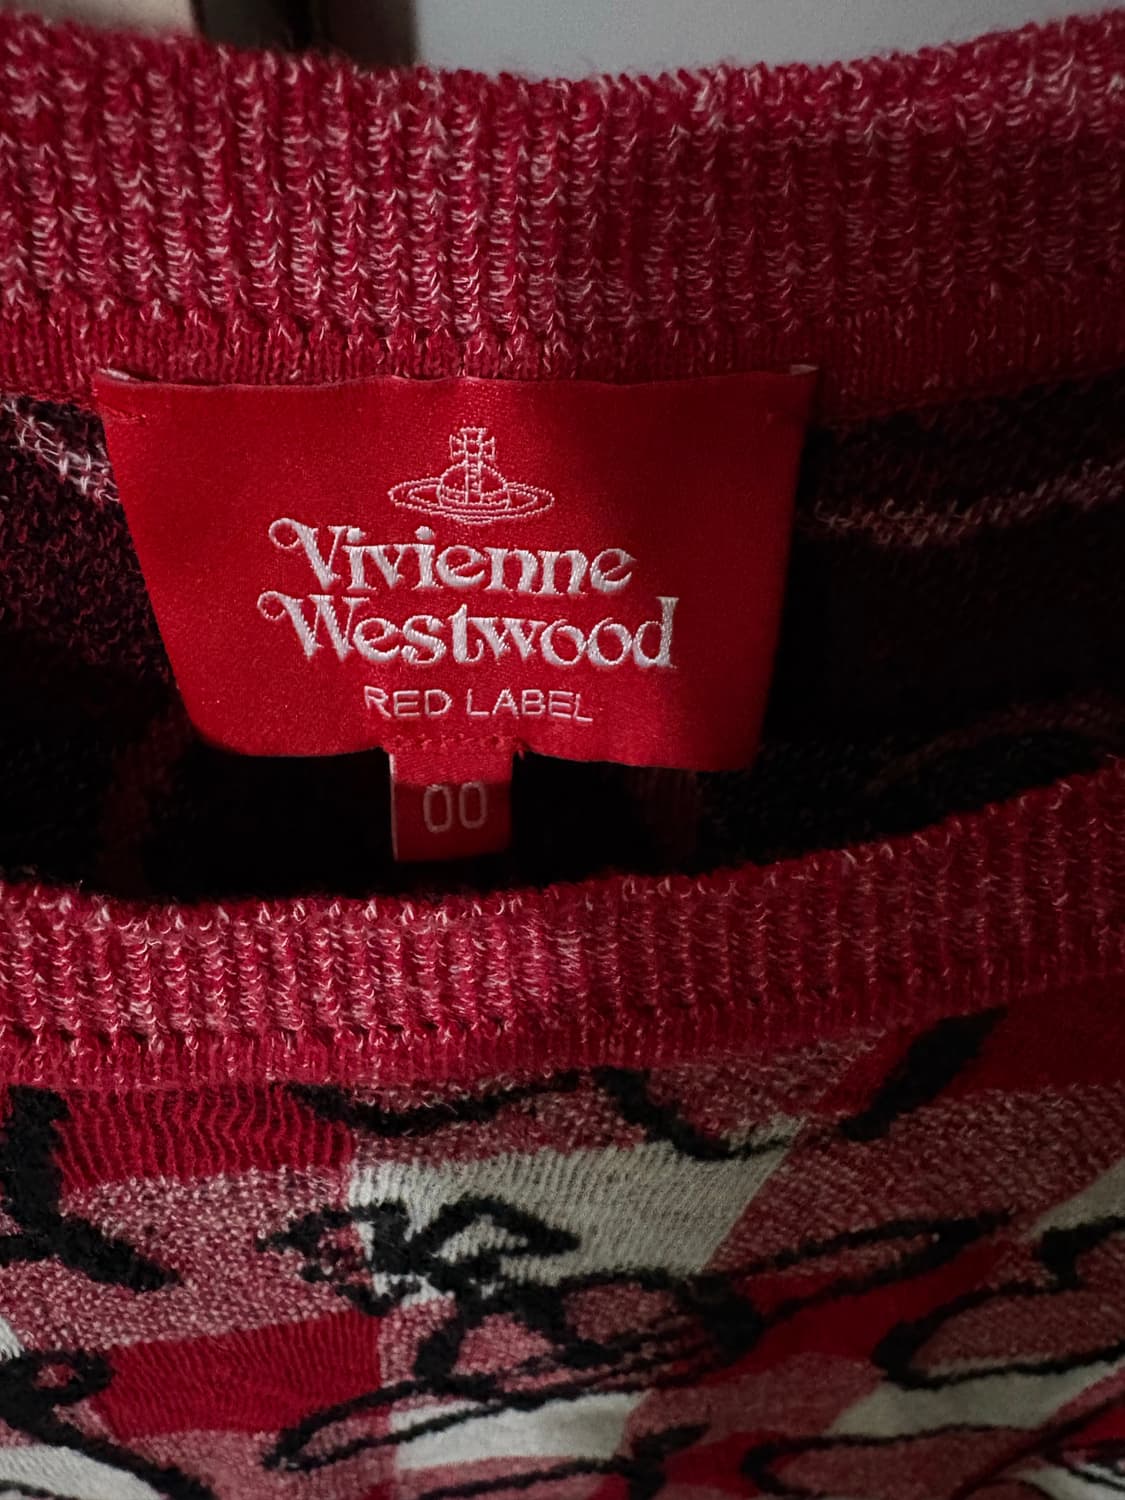 Vivienne
Westwood
RED LABEL
00